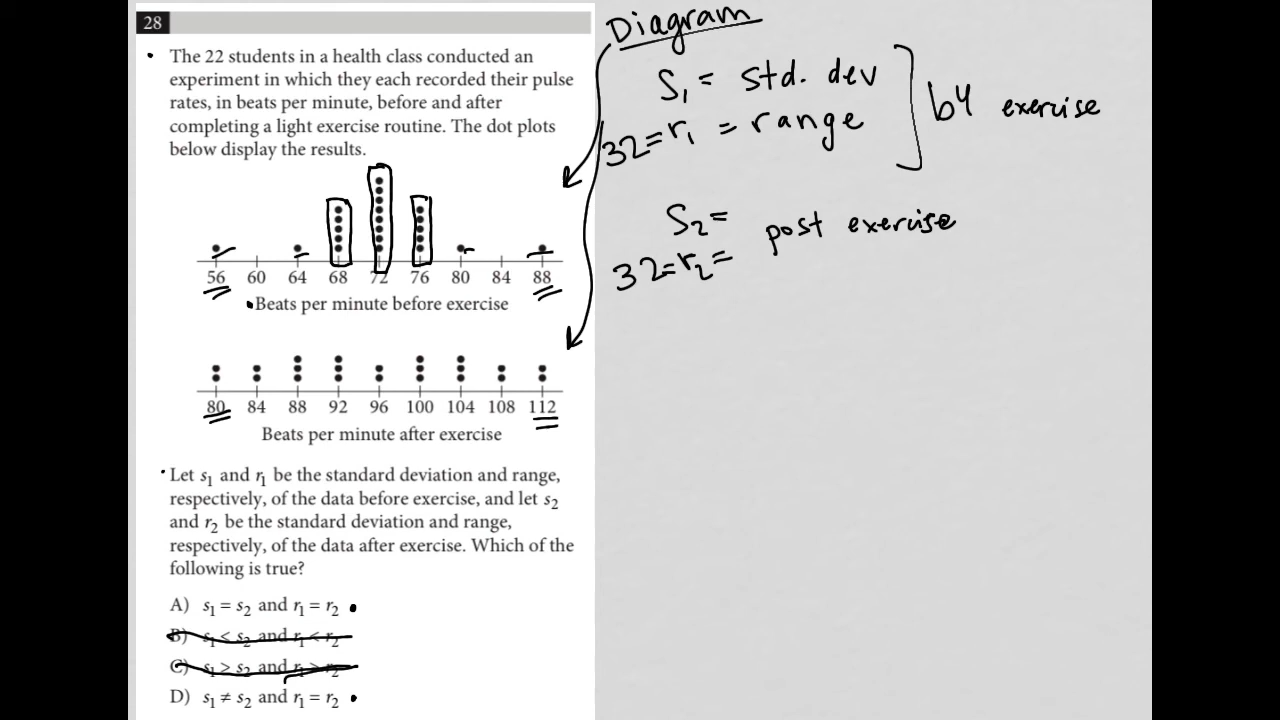 28
The 22 students in a health class conducted an
experiment in which they each recorded their pulse
rates, in beats per minute, before and after
completing a light exercise routine. The dot plots
below display the results.
56 60 64 68 72 76 80 84 88
Beats per minute before exercise
80 84 88 92 96 100 104 108 112
Beats per minute after exercise
Let s₁ and r₁ be the standard deviation and range,
respectively, of the data before exercise, and let s₂
and r₂ be the standard deviation and range,
respectively, of the data after exercise. Which of the
following is true?
A) s₁ = s₂ and r₁ = r₂
B) s₁ < s₂ and r₁ < r₂
C) s₁ > s₂ and r₁ > r₂
D) s₁ ≠ s₂ and r₁ = r₂
Diagram
S₁ = std. dev
32 = r₁ = range
b4 exercise
S₂ =
post exercise
32 = r₂ =